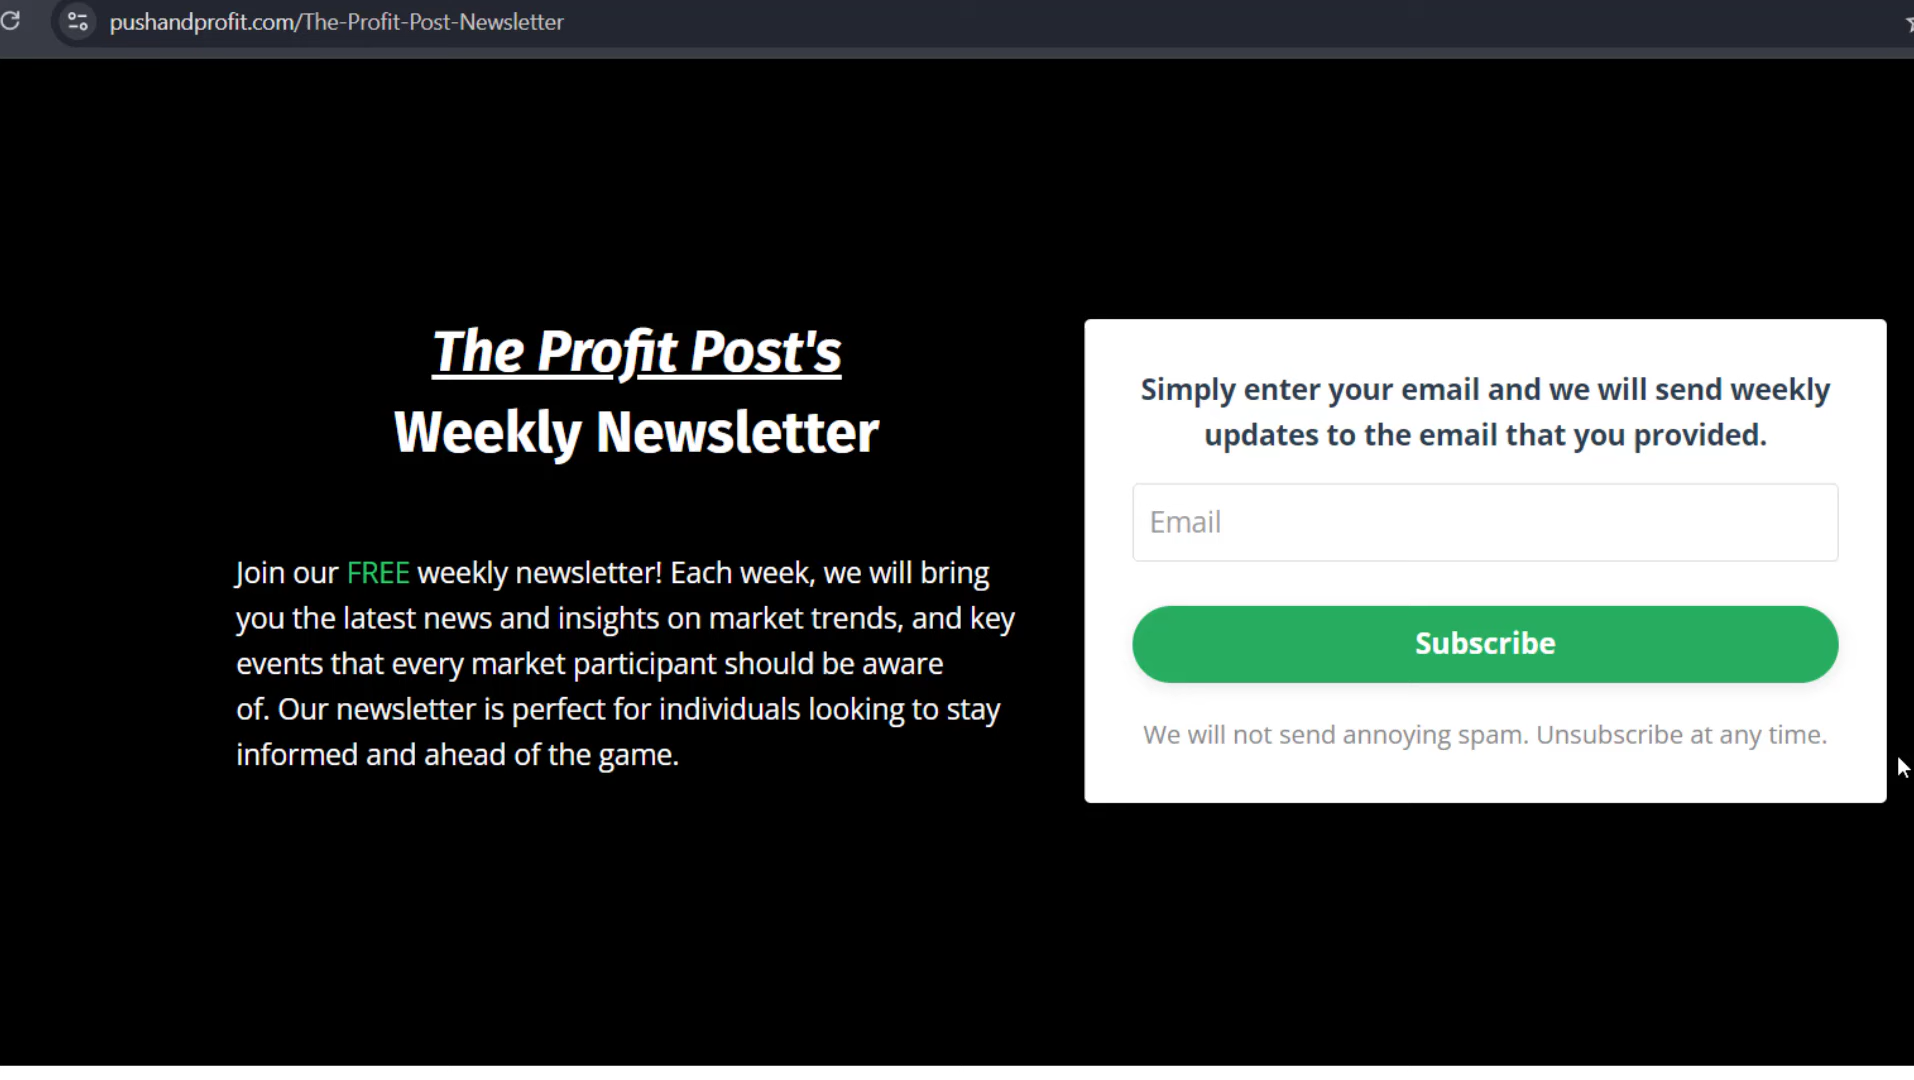 pushandprofit.com/The-Profit-Post-Newsletter
The Profit Post's
Weekly Newsletter
Join our FREE weekly newsletter! Each week, we will bring
you the latest news and insights on market trends, and key
events that every market participant should be aware
of. Our newsletter is perfect for individuals looking to stay
informed and ahead of the game.
Simply enter your email and we will send weekly
updates to the email that you provided.
Email
Subscribe
We will not send annoying spam. Unsubscribe at any time.